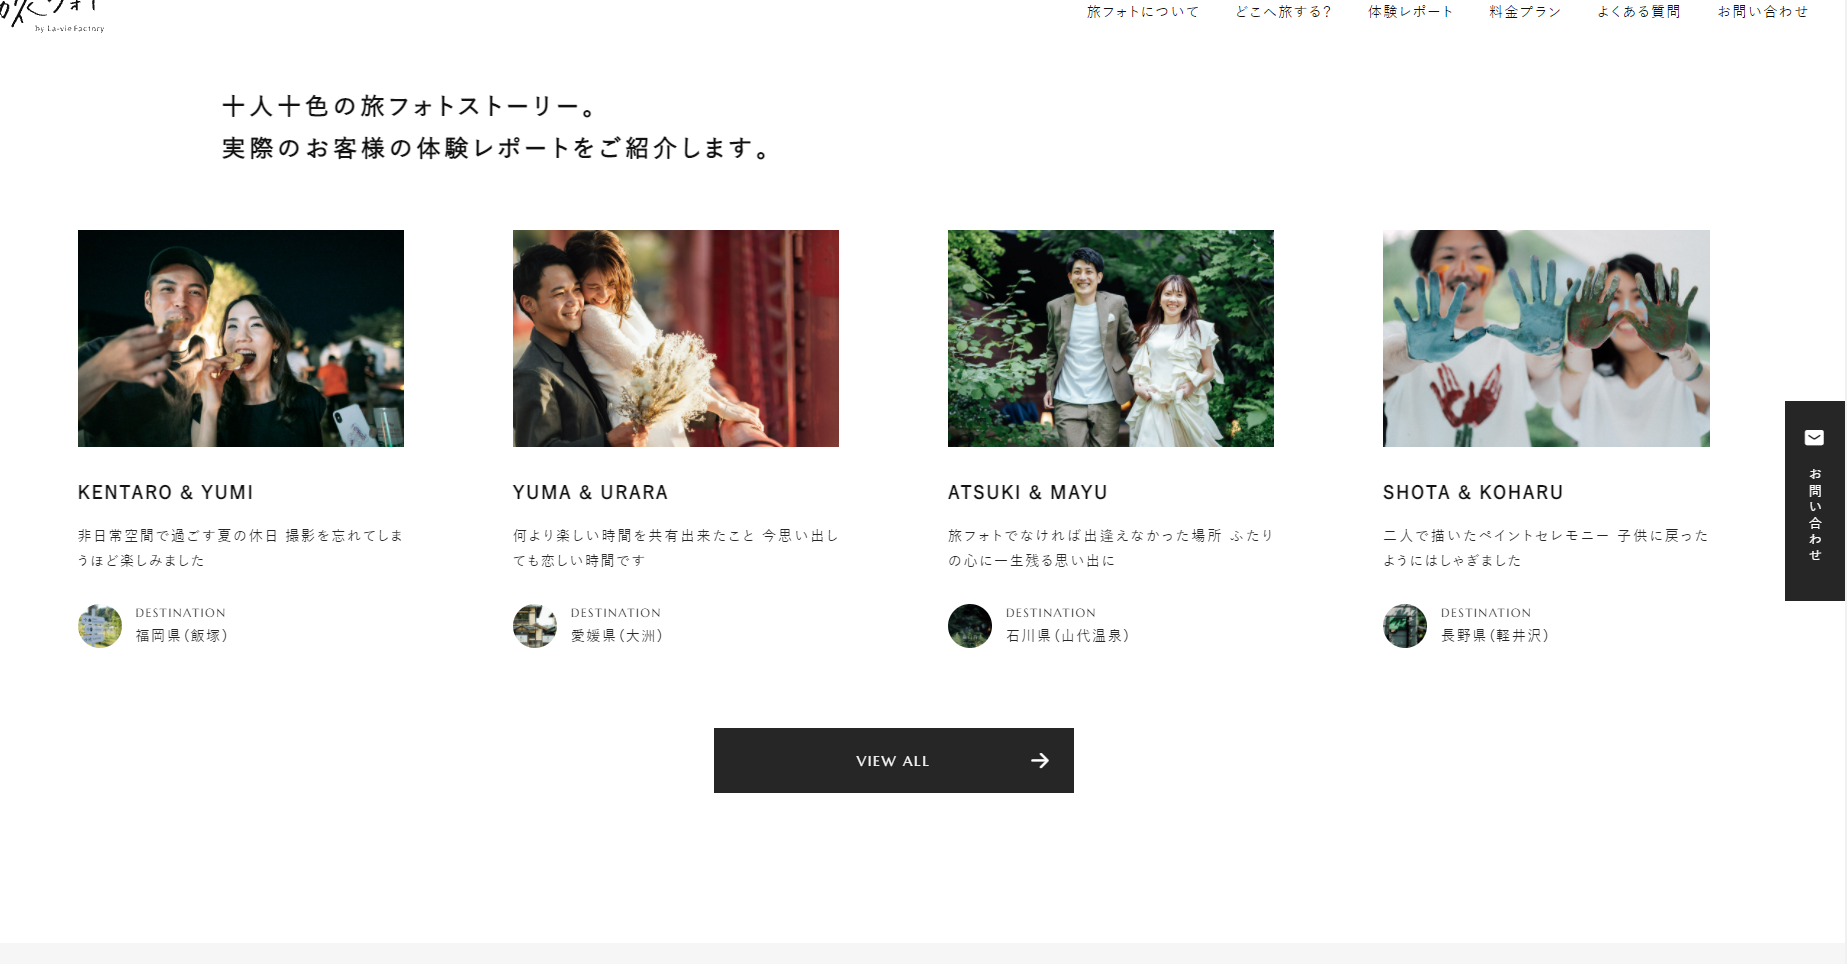 by La-vie Factory
旅フォトについて
どこへ旅する?
体験レポート
料金プラン
よくある質問
お問い合わせ
十人十色の旅フォトストーリー。
実際のお客様の体験レポートをご紹介します。
KENTARO & YUMI
非日常空間で過ごす夏の休日 撮影を忘れてしま
うほど楽しみました
DESTINATION
福岡県(飯塚)
YUMA & URARA
何より楽しい時間を共有出来たこと 今思い出し
ても恋しい時間です
DESTINATION
愛媛県(大洲)
ATSUKI & MAYU
旅フォトでなければ出逢えなかった場所 ふたり
の心に一生残る思い出に
DESTINATION
石川県(山代温泉)
SHOTA & KOHARU
二人で描いたペイントセレモニー 子供に戻った
ようにはしゃぎました
DESTINATION
長野県(軽井沢)
お問い合わせ
VIEW ALL